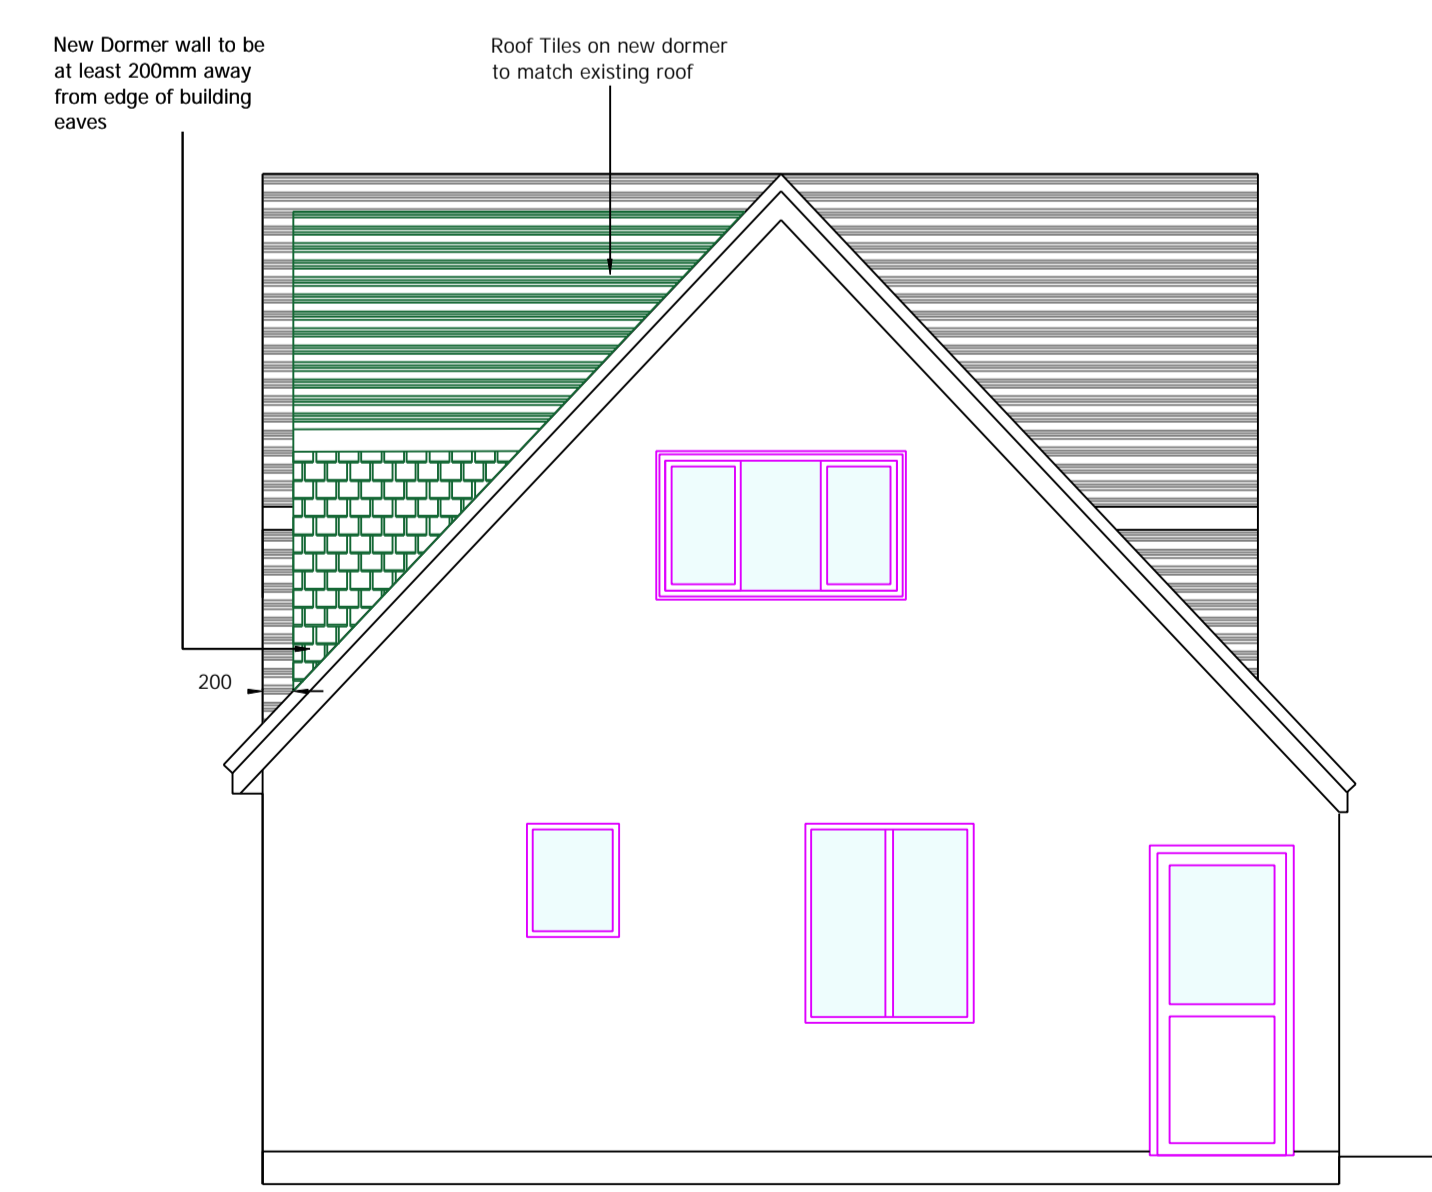 New Dormer wall to be
at least 200mm away
from edge of building
eaves
Roof Tiles on new dormer
to match existing roof
200